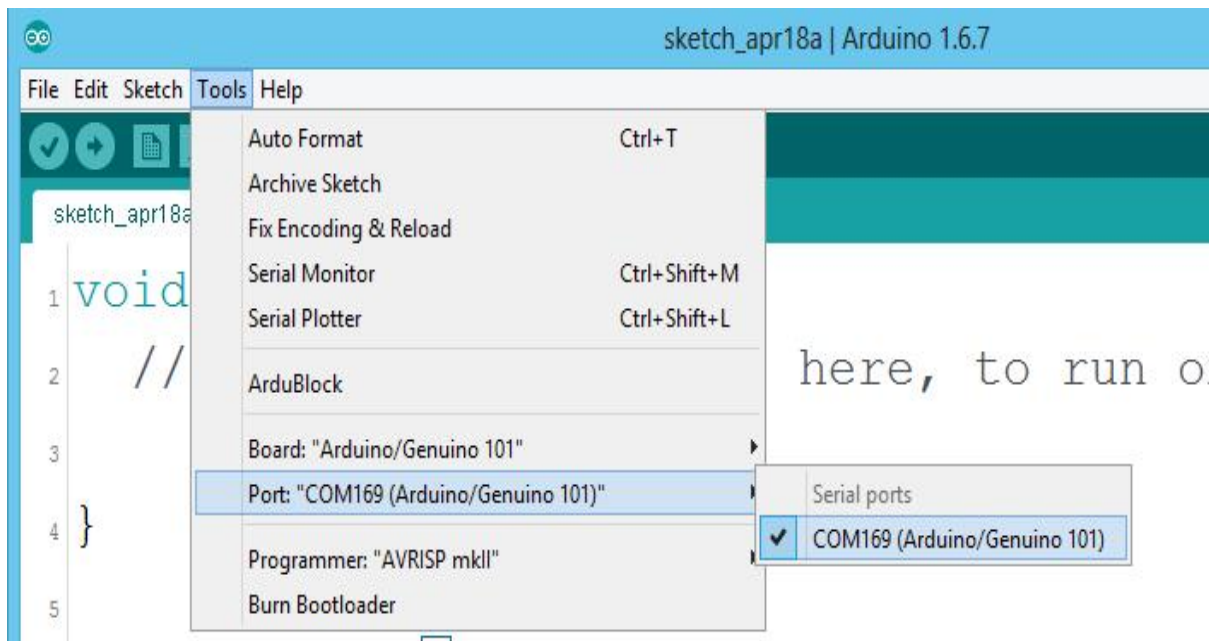 sketch_apr18a | Arduino 1.6.7
File Edit Sketch Tools Help
Auto Format Ctrl+T
Archive Sketch
sketch_apr18a
Fix Encoding & Reload
Serial Monitor Ctrl+Shift+M
1 void
Serial Plotter Ctrl+Shift+L
2 // here, to run
ArduBlock
3
Board: "Arduino/Genuino 101"
Port: "COM169 (Arduino/Genuino 101)"
Serial ports
COM169 (Arduino/Genuino 101)
4 }
Programmer: "AVRISP mkII"
Burn Bootloader
5